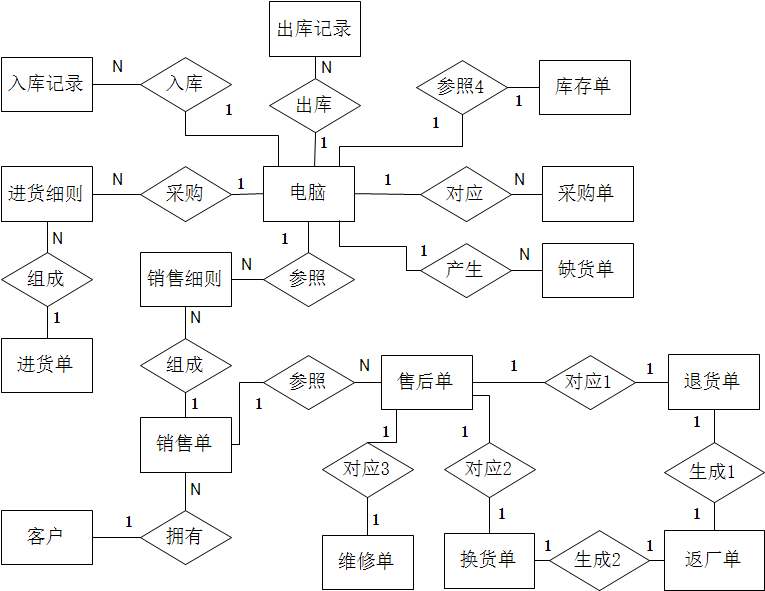 出库记录
N
入库记录
N
入库
1
出库
1
参照4
1
1
库存单
进货细则
N
采购
1
电脑
1
对应
N
采购单
N
组成
1
进货单
1
参照
N
销售细则
1
产生
N
缺货单
N
组成
1
销售单
1
参照
N
售后单
1
对应1
1
退货单
1
对应3
1
维修单
1
对应2
1
换货单
1
生成1
1
N
客户
1
拥有
1
生成2
1
返厂单